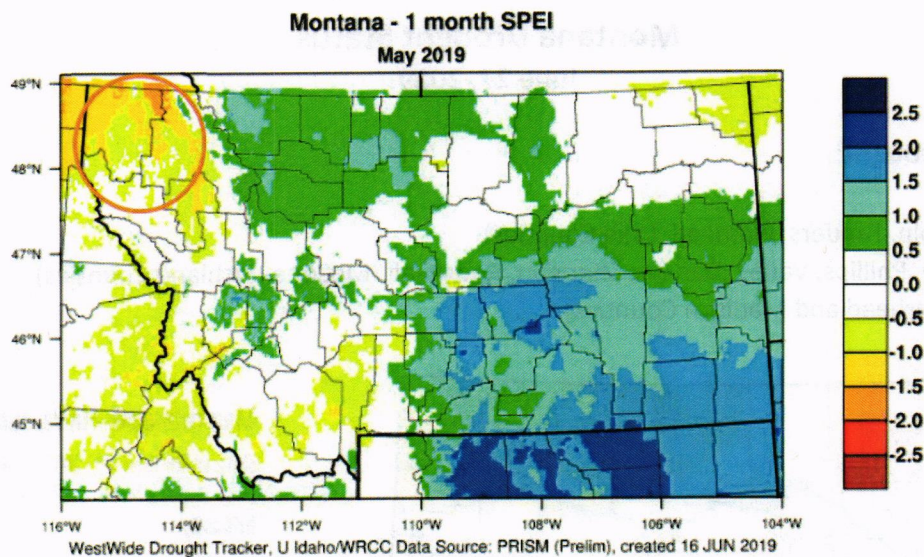 Montana - 1 month SPEI
May 2019
49°N
48°N
47°N
46°N
45°N
116°W 114°W 112°W 110°W 108°W 106°W 104°W
2.5
2.0
1.5
1.0
0.5
0.0
-0.5
-1.0
-1.5
-2.0
-2.5
WestWide Drought Tracker, U Idaho/WRCC Data Source: PRISM (Prelim), created 16 JUN 2019